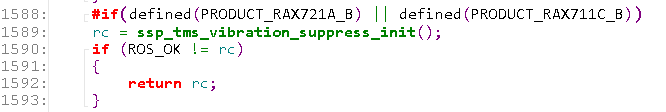 1588: #if(defined(PRODUCT_RAX721A_B) || defined(PRODUCT_RAX711C_B))
1589: rc = ssp_tms_vibration_suppress_init();
1590: if (ROS_OK != rc)
1591: {
1592:     return rc;
1593: }